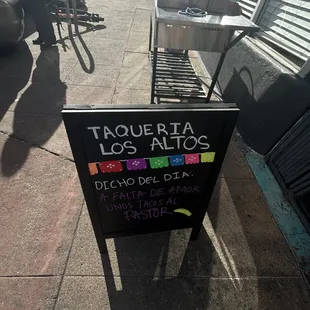 TAQUERIA
LOS ALTOS
DICHO DEL DIA:
A FALTA DE AMOR
UNOS TACOS AL
PASTOR